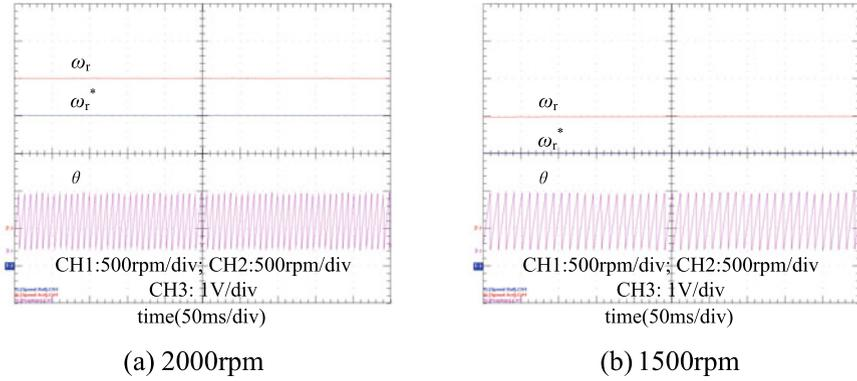 ωr
ωr*
θ
CH1:500rpm/div; CH2:500rpm/div
CH3: 1V/div
time(50ms/div)
(a) 2000rpm
ωr
ωr*
θ
CH1:500rpm/div; CH2:500rpm/div
CH3: 1V/div
time(50ms/div)
(b) 1500rpm